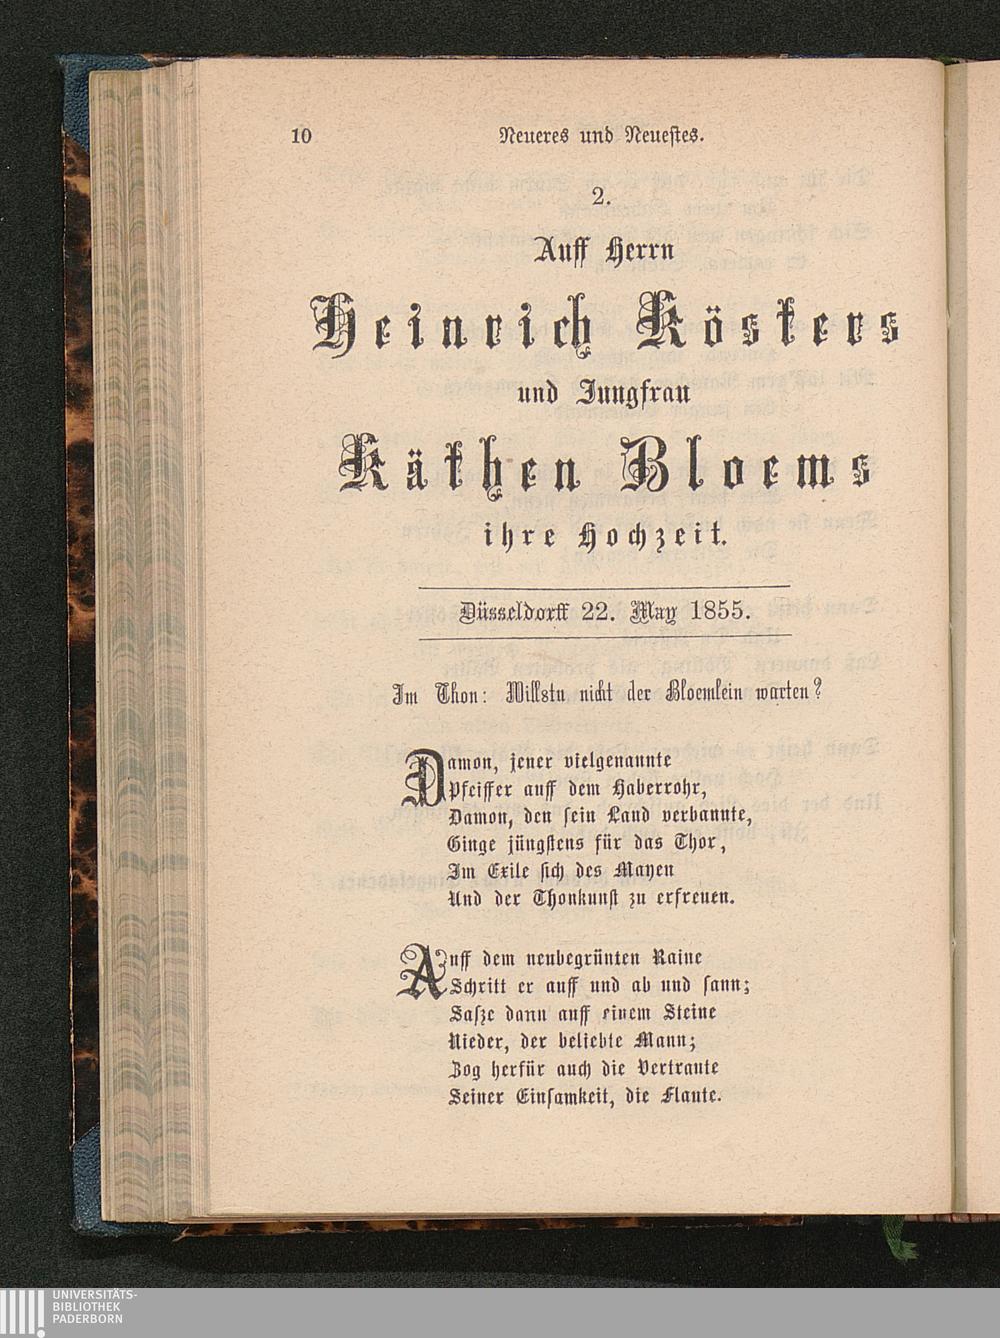 10
Neueres und Neuestes.
2.
Auff Herrn
Heinrich Kösters
und Jungfrau
Käthen Bloems
ihre Hochzeit.
Düsseldorff 22. May 1855.
Im Thon: Willstu nicht der Bloemlein warten?
Damon, jener vielgenannte
Pfeiffer auff dem Haberrohr,
Damon, den sein Land verbannte,
Ginge jüngstens für das Thor,
Im Exile sich des Mayen
Und der Thonkunst zu erfreuen.
Auff dem neubegrünten Raine
Schritt er auff und ab und sann;
Sasze dann auff einem Steine
Nieder, der beliebte Mann;
Zog herfür auch die Vertraute
Seiner Einsamkeit, die Flaute.
UNIVERSITÄTS-
BIBLIOTHEK
PADERBORN